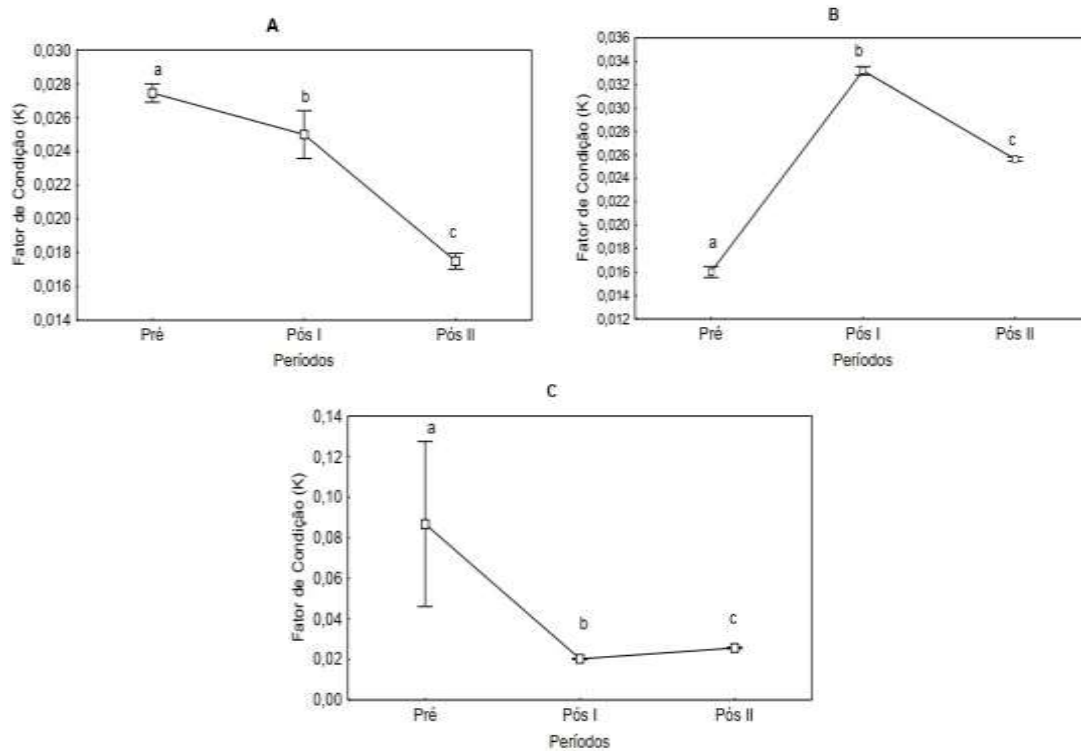 A
Fator de Condição (K)
0,030
0,028
0,026
0,024
0,022
0,020
0,018
0,016
0,014
a
b
c
Pré
Pós I
Pós II
Períodos
B
Fator de Condição (K)
0,036
0,034
0,032
0,030
0,028
0,026
0,024
0,022
0,020
0,018
0,016
0,014
0,012
a
b
c
Pré
Pós I
Pós II
Períodos
C
Fator de Condição (K)
0,14
0,12
0,10
0,08
0,06
0,04
0,02
0,00
a
b
c
Pré
Pós I
Pós II
Períodos